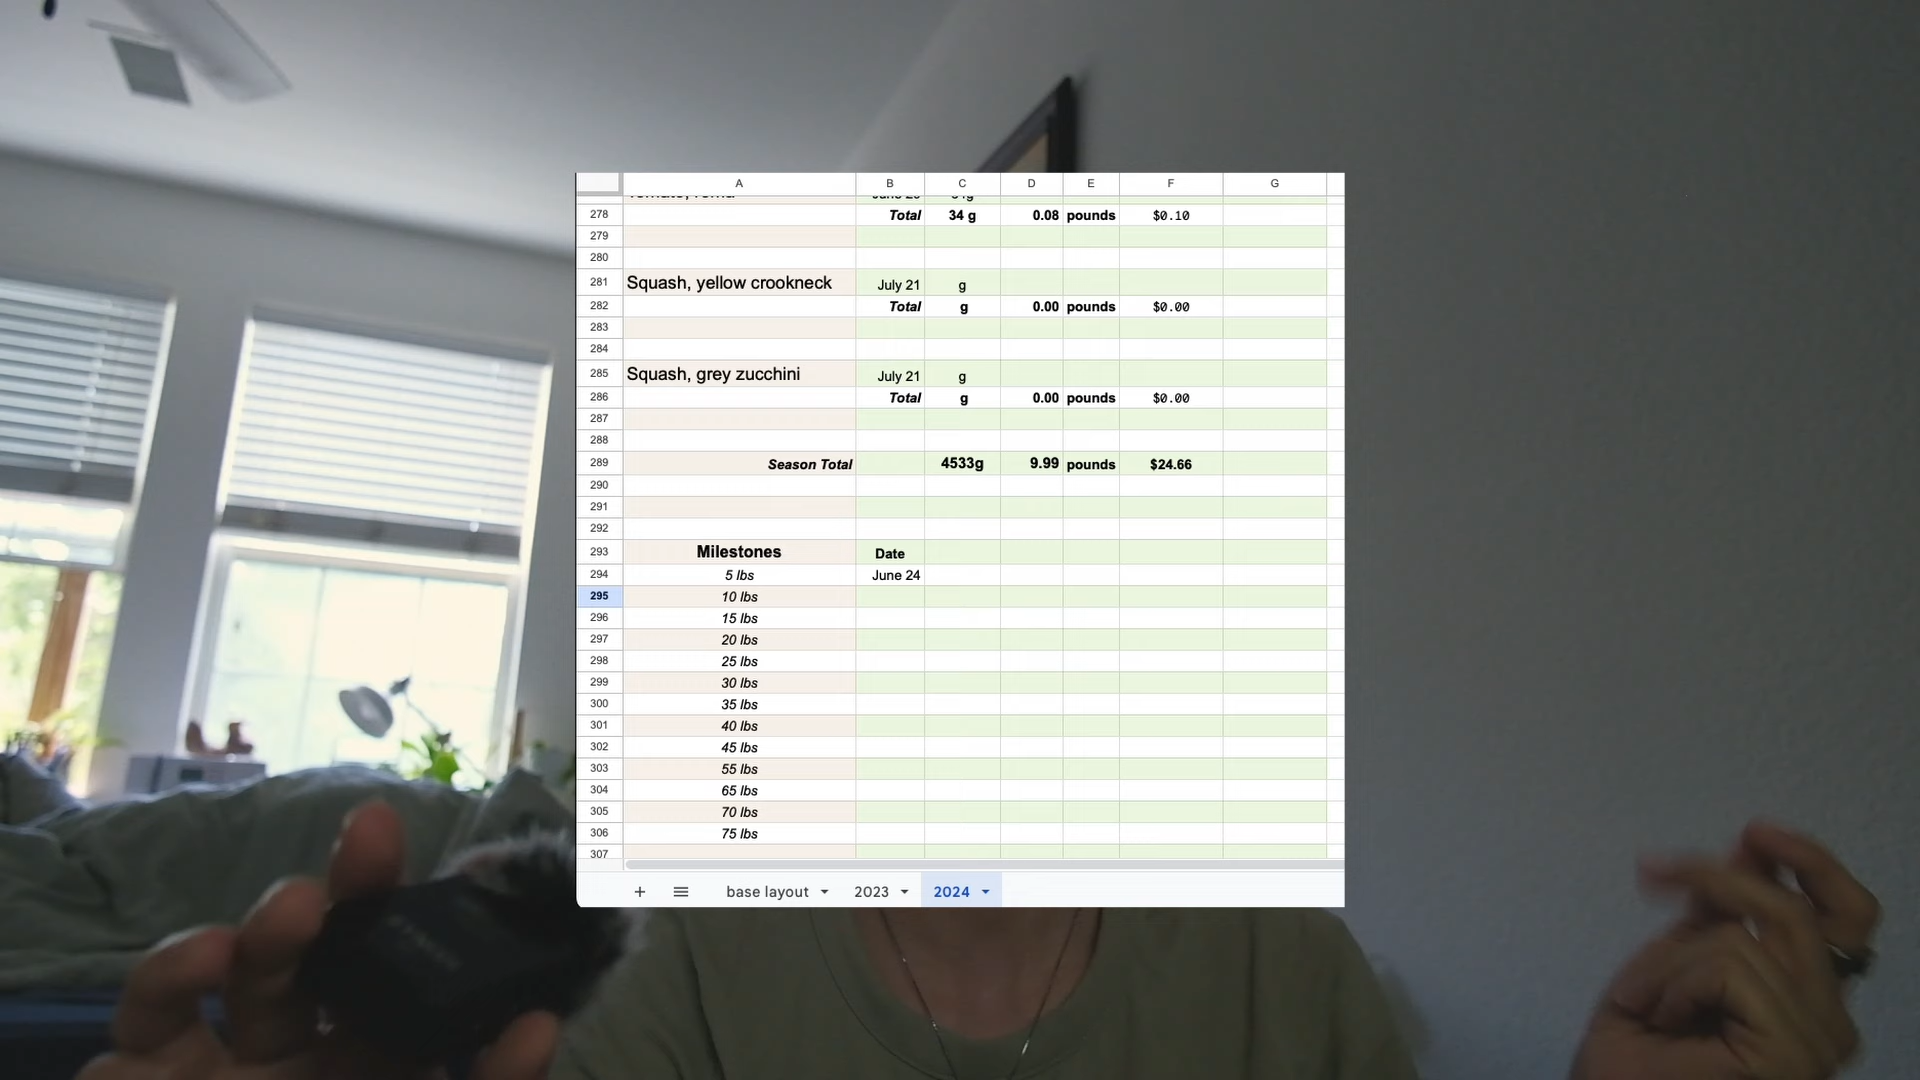 A B C D E F G
278 Total 34 g 0.08 pounds $0.10
279
280
281 Squash, yellow crookneck July 21 g
282 Total g 0.00 pounds $0.00
283
284
285 Squash, grey zucchini July 21 g
286 Total g 0.00 pounds $0.00
287
288
289 Season Total 4533g 9.99 pounds $24.66
290
291
292
293 Milestones Date
294 5 lbs June 24
295 10 lbs
296 15 lbs
297 20 lbs
298 25 lbs
299 30 lbs
300 35 lbs
301 40 lbs
302 45 lbs
303 55 lbs
304 65 lbs
305 70 lbs
306 75 lbs
307
base layout 2023 2024